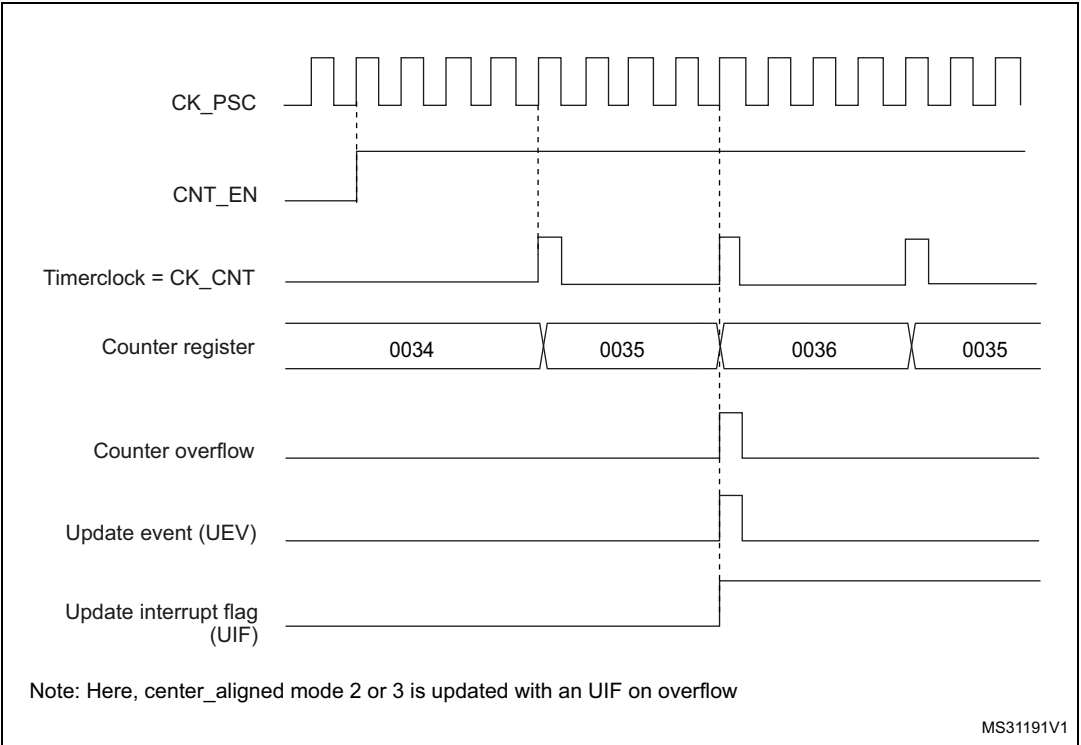 CK_PSC
CNT_EN
Timerclock = CK_CNT
Counter register
0034
0035
0036
0035
Counter overflow
Update event (UEV)
Update interrupt flag
(UIF)
Note: Here, center_aligned mode 2 or 3 is updated with an UIF on overflow
MS31191V1